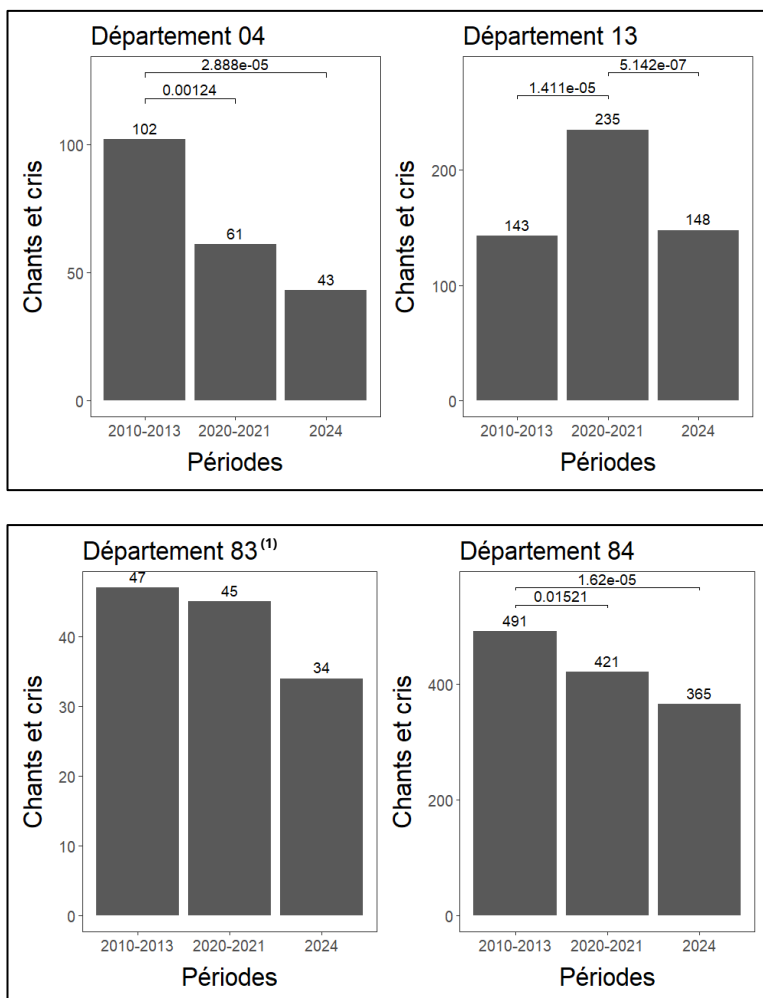 Département 04
2.888e-05
0.00124
102
61
43
100
50
0
Chants et cris
2010-2013 2020-2021 2024
Périodes
Département 13
5.142e-07
1.411e-05
235
143
148
200
100
0
Chants et cris
2010-2013 2020-2021 2024
Périodes
Département 83⁽¹⁾
47
45
34
40
30
20
10
0
Chants et cris
2010-2013 2020-2021 2024
Périodes
Département 84
1.62e-05
0.01521
491
421
365
400
200
0
Chants et cris
2010-2013 2020-2021 2024
Périodes